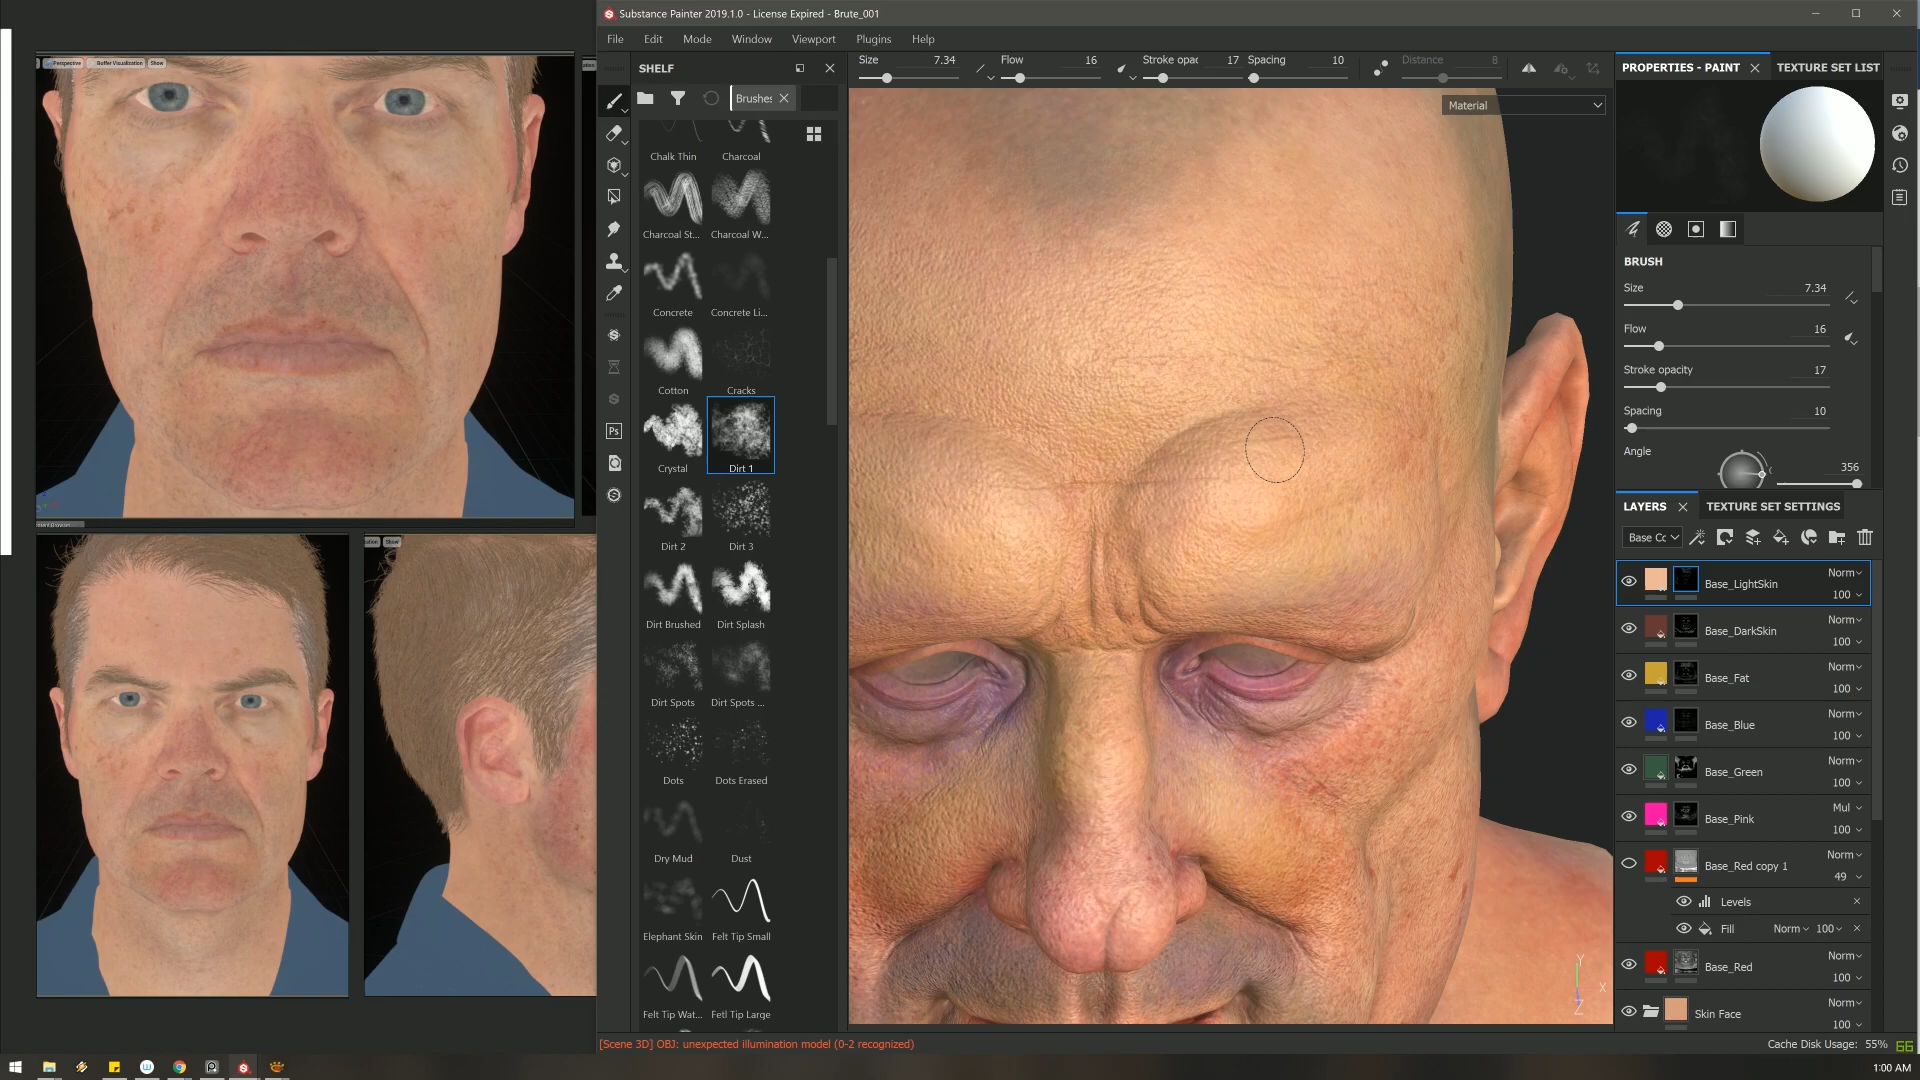 Perspective
Buffer Visualization
Show
Show
Substance Painter 2019.1.0 - License Expired - Brute_001
File
Edit
Mode
Window
Viewport
Plugins
Help
SHELF
Brushes
Chalk Thin
Charcoal
Charcoal St...
Charcoal W...
Concrete
Concrete Li...
Cotton
Cracks
Crystal
Dirt 1
Dirt 2
Dirt 3
Dirt Brushed
Dirt Splash
Dirt Spots
Dirt Spots ...
Dots
Dots Erased
Dry Mud
Dust
Elephant Skin
Felt Tip Small
Felt Tip Wat...
Fetl Tip Large
Ps
Size
7.34
Flow
16
Stroke opac
17
Spacing
10
Distance
8
Material
Y
X
Z
PROPERTIES - PAINT
TEXTURE SET LIST
BRUSH
Size
7.34
Flow
16
Stroke opacity
17
Spacing
10
Angle
356
LAYERS
TEXTURE SET SETTINGS
Base Cc
Base_LightSkin
Norm
100
Base_DarkSkin
Norm
100
Base_Fat
Norm
100
Base_Blue
Norm
100
Base_Green
Norm
100
Base_Pink
Mul
100
Base_Red copy 1
Norm
49
Levels
Fill
Norm
100
Base_Red
Norm
100
Skin Face
Norm
100
[Scene 3D] OBJ: unexpected illumination model (0-2 recognized)
Cache Disk Usage: 55%
66
1:00 AM